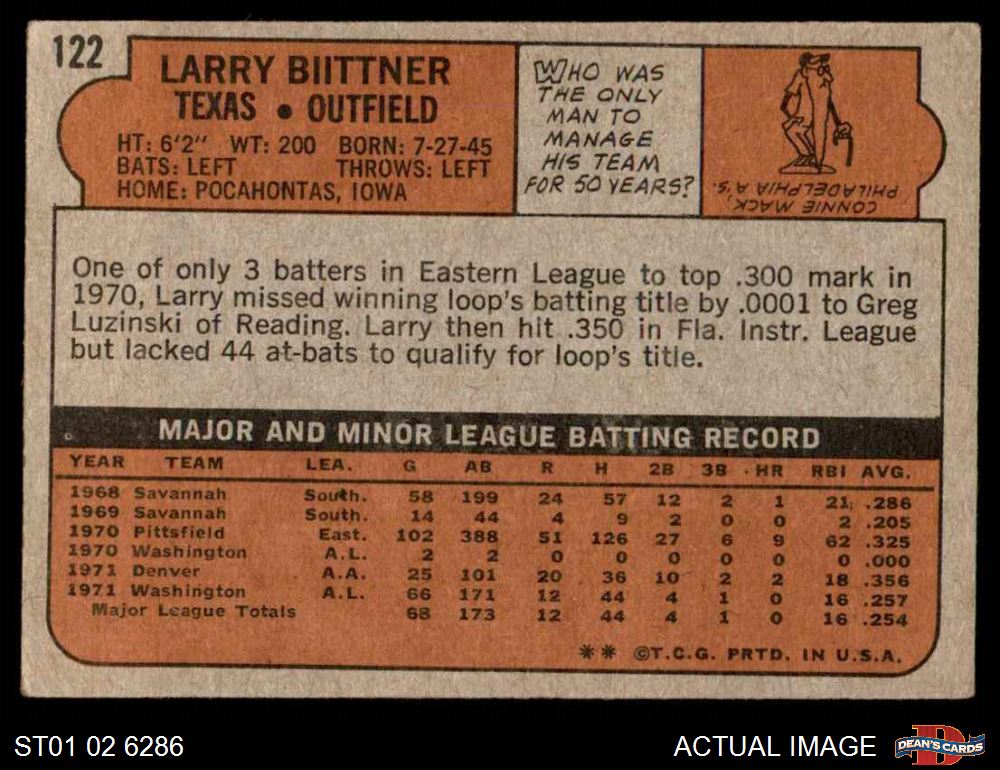 122
LARRY BIITTNER
TEXAS • OUTFIELD
HT: 6'2" WT: 200 BORN: 7-27-45
BATS: LEFT THROWS: LEFT
HOME: POCAHONTAS, IOWA
WHO WAS
THE ONLY
MAN TO
MANAGE
HIS TEAM
FOR 50 YEARS?
CONNIE MACK,
PHILADELPHIA A'S.
One of only 3 batters in Eastern League to top .300 mark in
1970, Larry missed winning loop's batting title by .0001 to Greg
Luzinski of Reading. Larry then hit .350 in Fla. Instr. League
but lacked 44 at-bats to qualify for loop's title.
MAJOR AND MINOR LEAGUE BATTING RECORD
YEAR TEAM LEA. G AB R H 2B 3B HR RBI AVG.
1968 Savannah South. 58 199 24 57 12 2 1 21 .286
1969 Savannah South. 14 44 4 9 2 0 0 2 .205
1970 Pittsfield East. 102 388 51 126 27 6 9 62 .325
1970 Washington A.L. 2 2 0 0 0 0 0 0 .000
1971 Denver A.A. 25 101 20 36 10 2 2 18 .356
1971 Washington A.L. 66 171 12 44 4 1 0 16 .257
Major League Totals 68 173 12 44 4 1 0 16 .254
** ©T.C.G. PRTD. IN U.S.A.
ST01 02 6286
ACTUAL IMAGE
DEAN'S CARDS